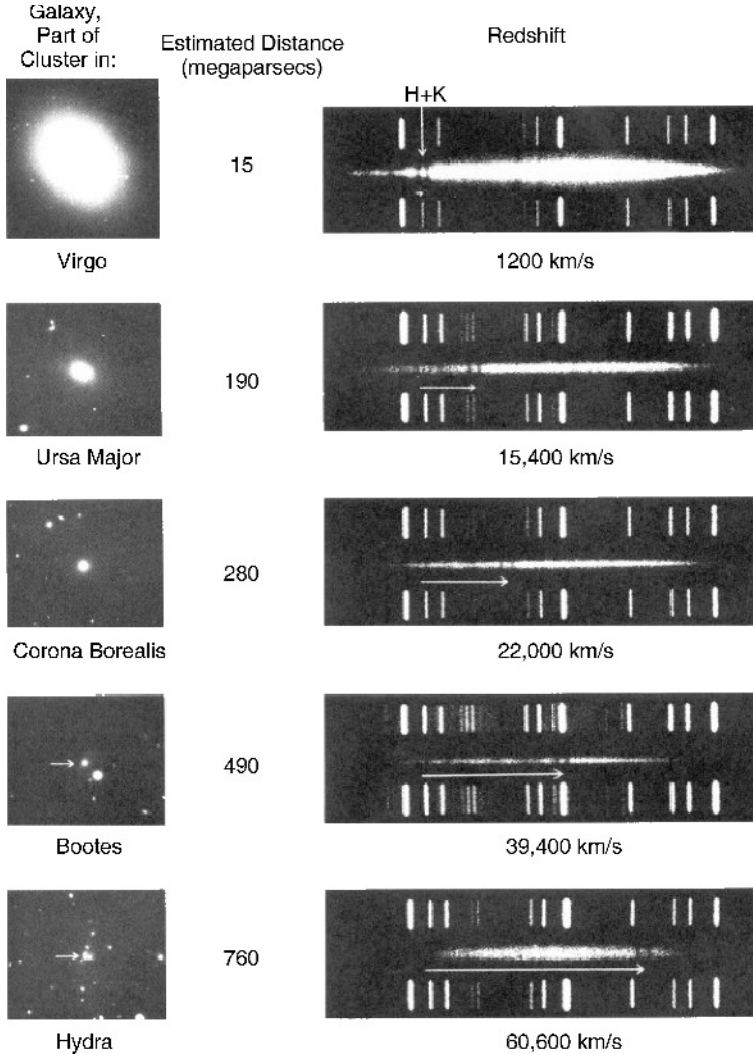 Galaxy,
Part of
Cluster in:
Estimated Distance
(megaparsecs)
Redshift
H+K
15
Virgo
1200 km/s
190
Ursa Major
15,400 km/s
280
Corona Borealis
22,000 km/s
490
Bootes
39,400 km/s
760
Hydra
60,600 km/s